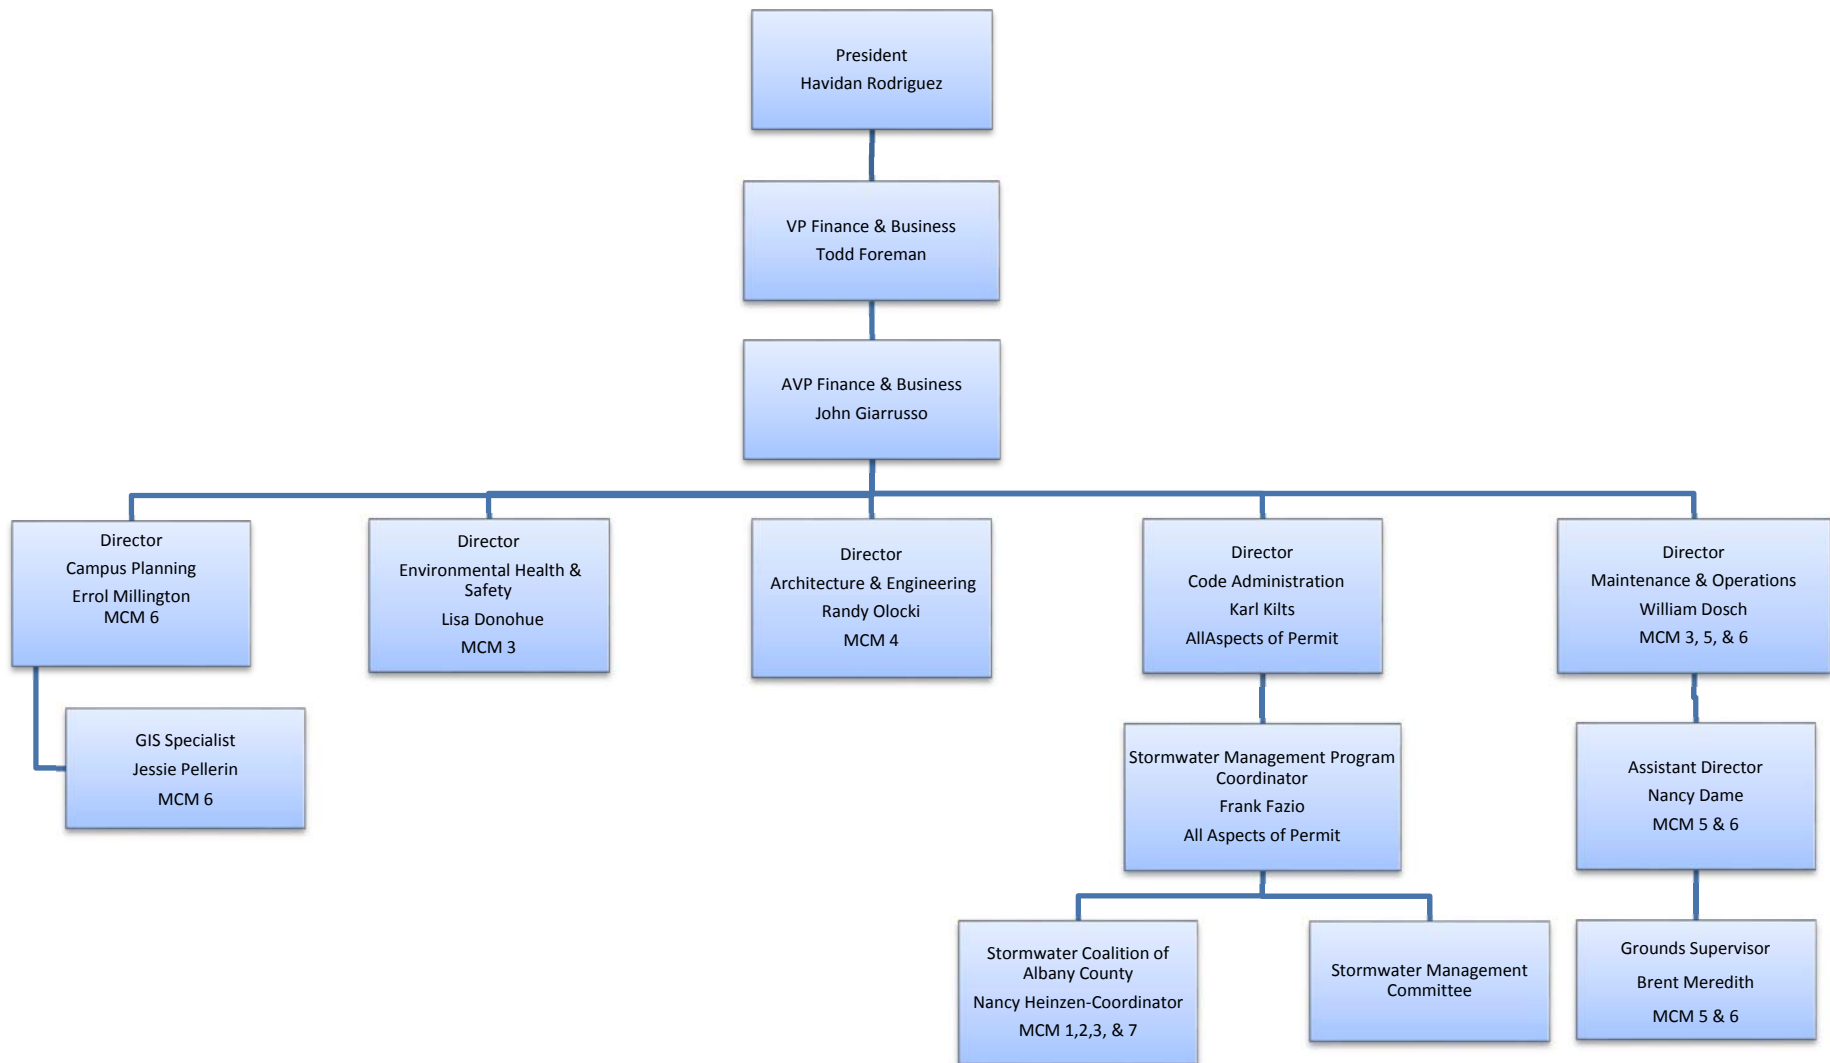 President
Havidan Rodriguez
VP Finance & Business
Todd Foreman
AVP Finance & Business
John Giarrusso
Director
Campus Planning
Errol Millington
MCM 6
Director
Environmental Health &
Safety
Lisa Donohue
MCM 3
Director
Architecture & Engineering
Randy Olocki
MCM 4
Director
Code Administration
Karl Kilts
AllAspects of Permit
Director
Maintenance & Operations
William Dosch
MCM 3, 5, & 6
GIS Specialist
Jessie Pellerin
MCM 6
Stormwater Management Program
Coordinator
Frank Fazio
All Aspects of Permit
Assistant Director
Nancy Dame
MCM 5 & 6
Stormwater Coalition of
Albany County
Nancy Heinzen-Coordinator
MCM 1,2,3, & 7
Stormwater Management
Committee
Grounds Supervisor
Brent Meredith
MCM 5 & 6